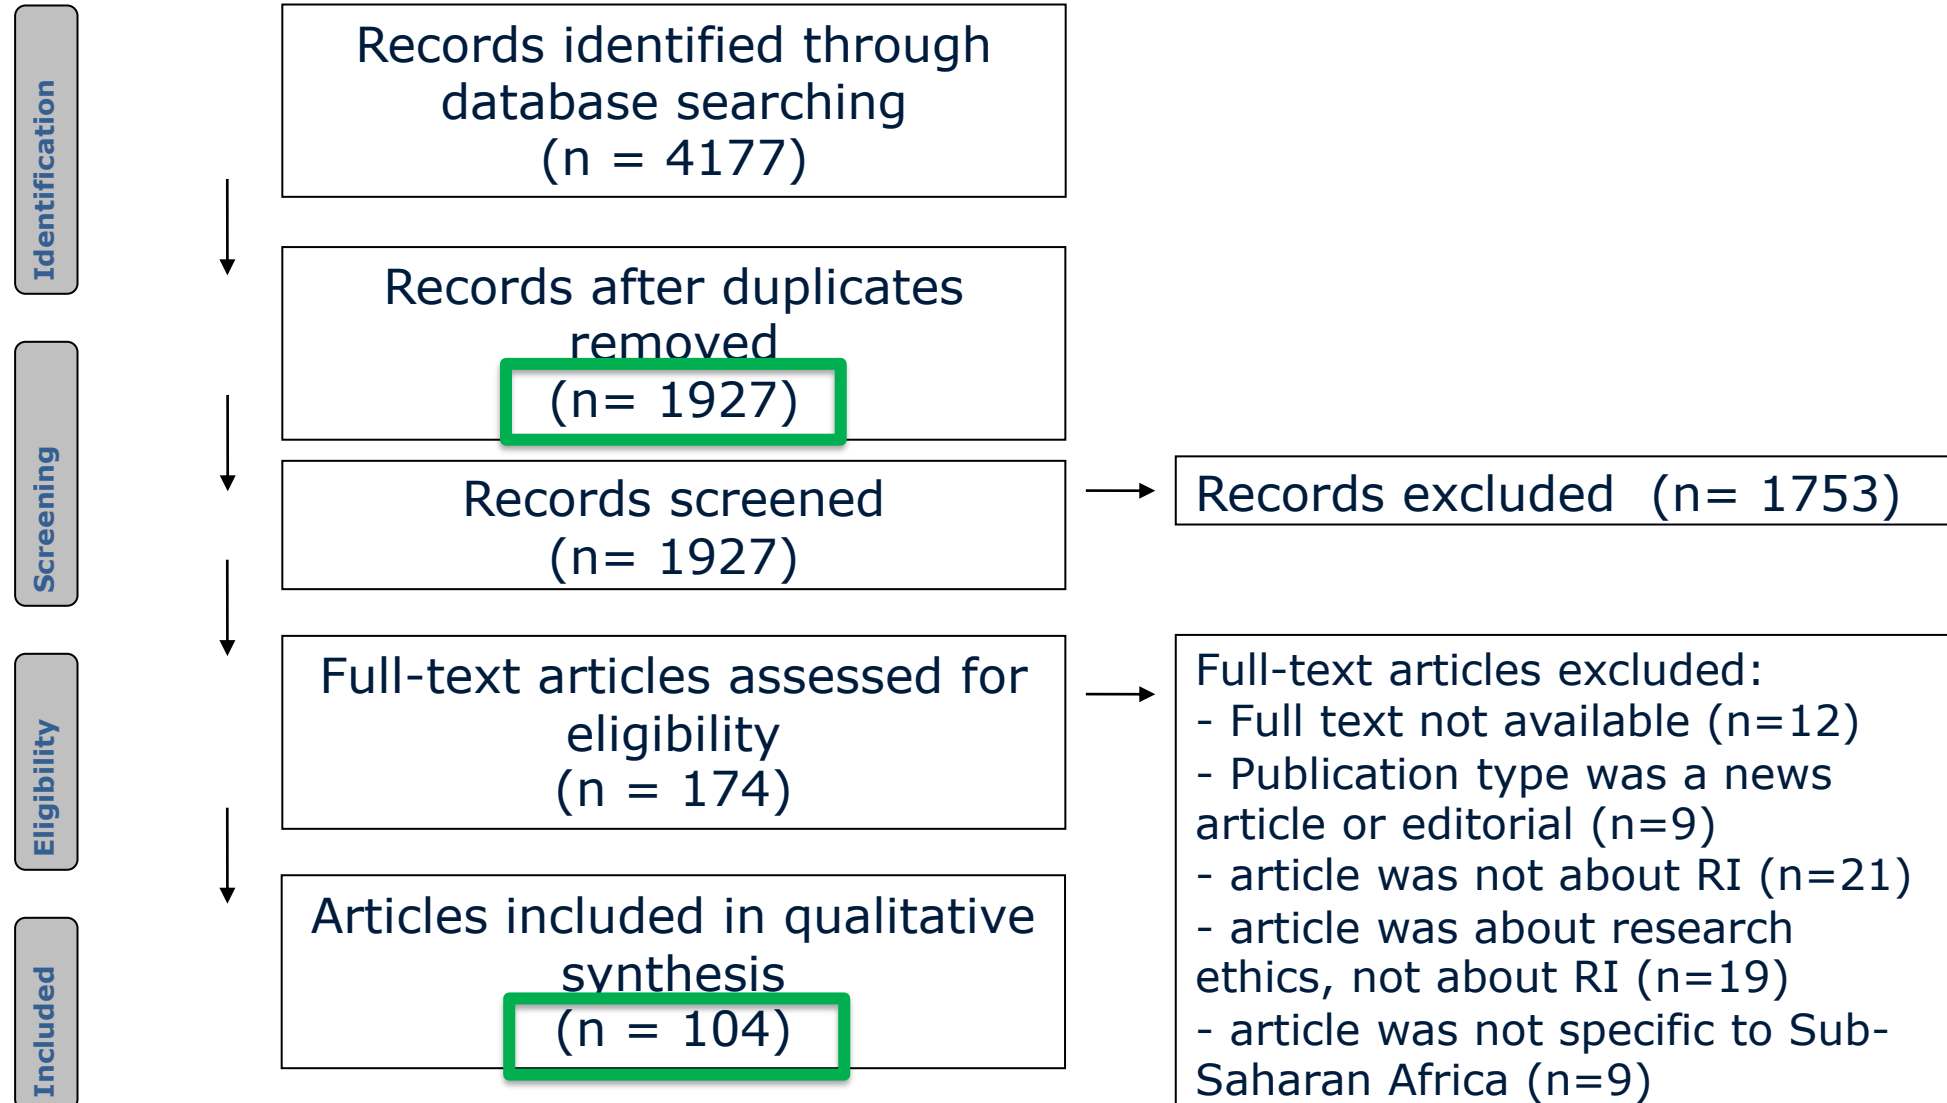 Identification
Records identified through
database searching
(n = 4177)
Records after duplicates
removed
(n= 1927)
Screening
Records screened
(n= 1927)
Records excluded  (n= 1753)
Eligibility
Full-text articles assessed for
eligibility
(n = 174)
Full-text articles excluded:
- Full text not available (n=12)
- Publication type was a news
article or editorial (n=9)
- article was not about RI (n=21)
- article was about research
ethics, not about RI (n=19)
- article was not specific to Sub-
Saharan Africa (n=9)
Included
Articles included in qualitative
synthesis
(n = 104)